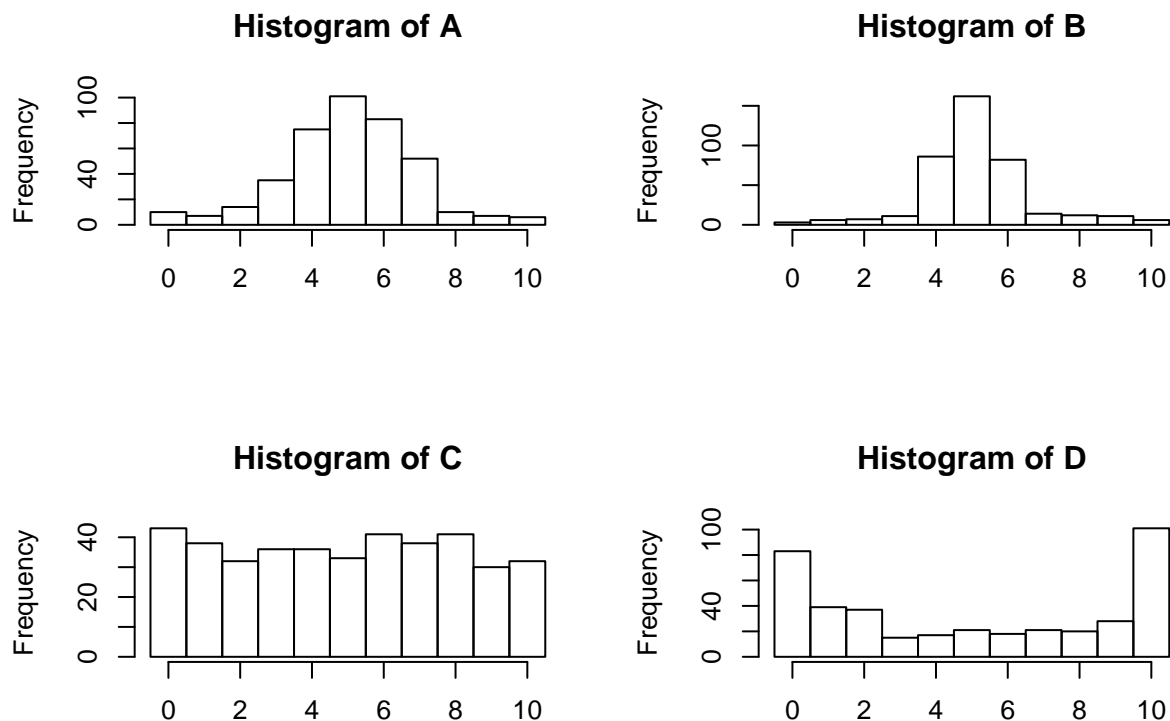 Histogram of A
Frequency
0 40 100
0 2 4 6 8 10
Histogram of B
Frequency
0 100
0 2 4 6 8 10
Histogram of C
Frequency
0 20 40
0 2 4 6 8 10
Histogram of D
Frequency
0 40 100
0 2 4 6 8 10